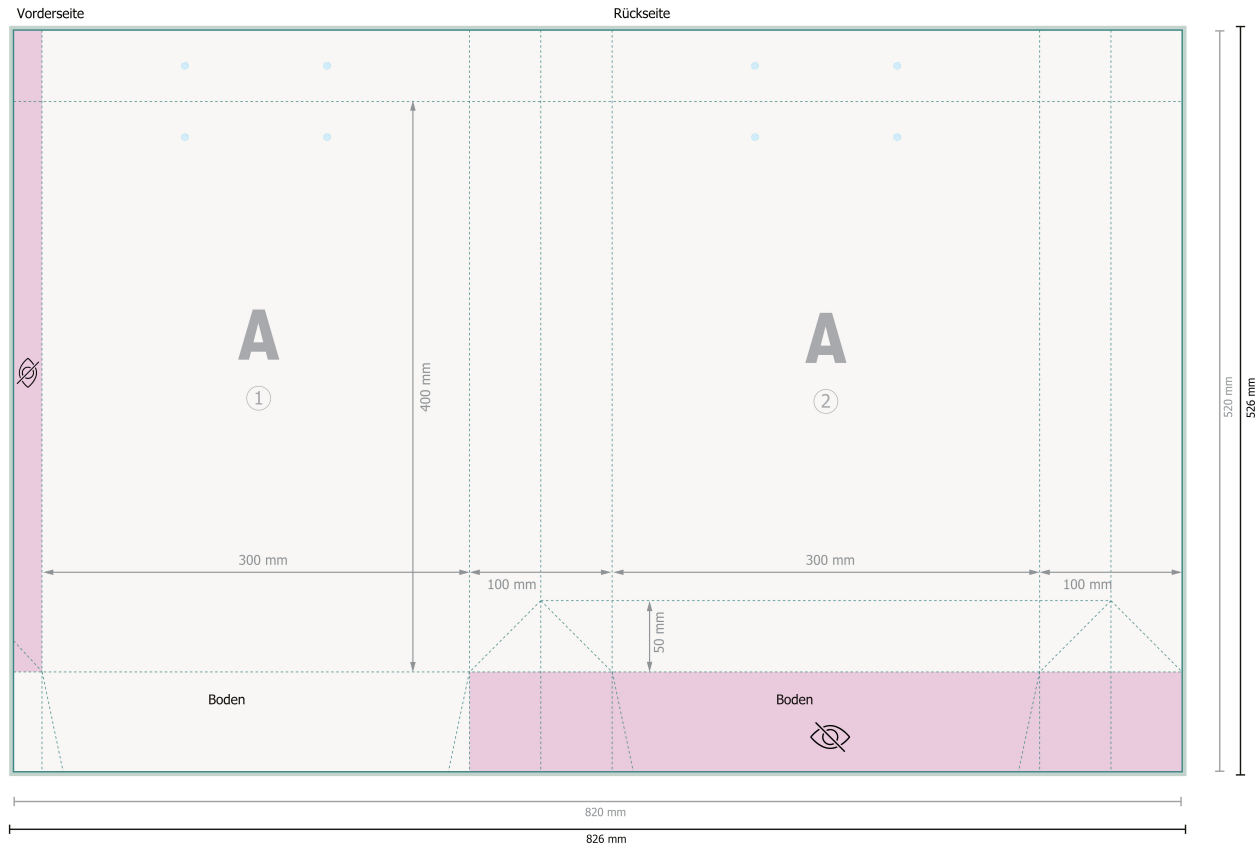 Vorderseite
Rückseite
A
1
A
2
400 mm
520 mm
526 mm
300 mm
100 mm
300 mm
100 mm
50 mm
Boden
Boden
820 mm
826 mm